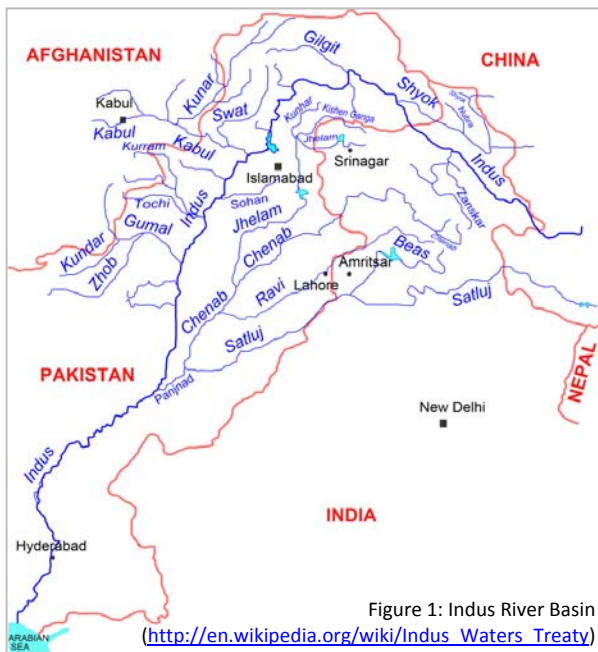 AFGHANISTAN
Gilgit
CHINA
Kunar
Shyok
Kabul
Swat
Kunhar
Kishen Ganga
Shyok
Nubra
Kabul
Kabul
Kurram
Jhelam
Srinagar
Indus
Islamabad
Indus
Zanskar
Tochi
Sohan
Gumal
Jhelam
Kundar
Chenab
Beas
Chenab
Zhob
Amritsar
Ravi
Lahore
Satluj
Chenab
Satluj
PAKISTAN
Panjnad
NEPAL
New Delhi
Indus
INDIA
Hyderabad
Figure 1: Indus River Basin
ARABIAN
SEA
(http://en.wikipedia.org/wiki/Indus_Waters_Treaty)